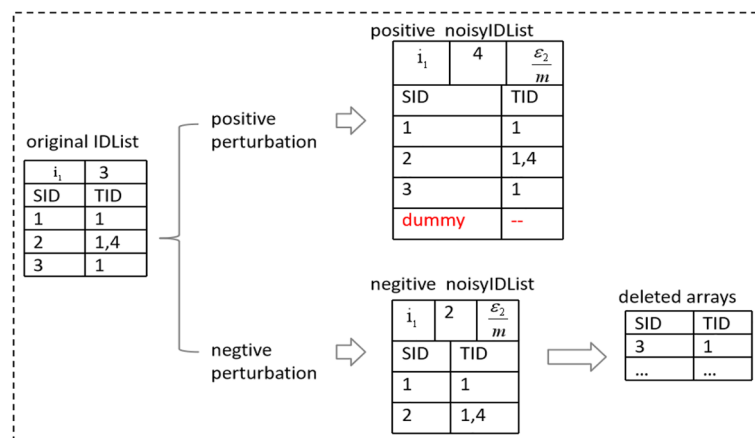 positive noisyIDList
i₁ 4 ε₂/m
SID TID
1 1
2 1,4
3 1
dummy --
positive
perturbation
original IDList
i₁ 3
SID TID
1 1
2 1,4
3 1
negtive
perturbation
negitive noisyIDList
i₁ 2 ε₂/m
SID TID
1 1
2 1,4
deleted arrays
SID TID
3 1
... ...